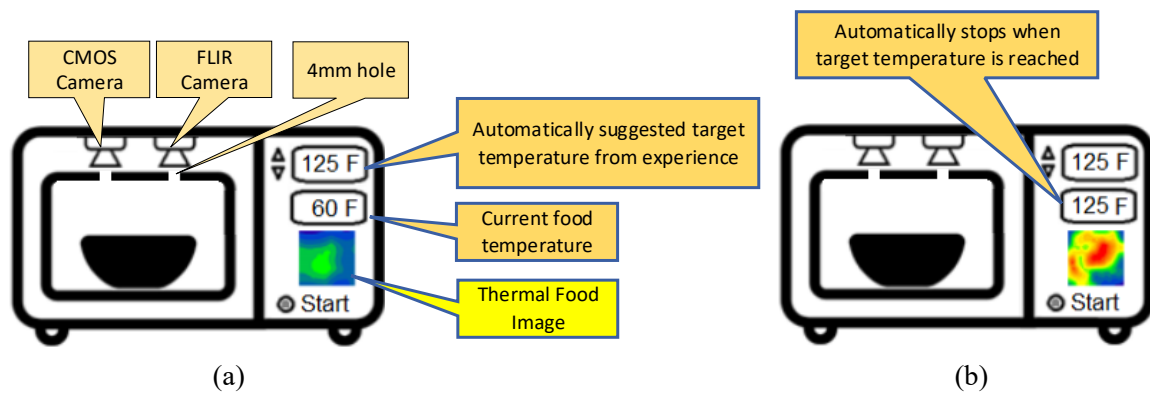 CMOS
Camera
FLIR
Camera
4mm hole
125 F
60 F
Start
Automatically suggested target
temperature from experience
Current food
temperature
Thermal Food
Image
(a)
Automatically stops when
target temperature is reached
125 F
125 F
Start
(b)